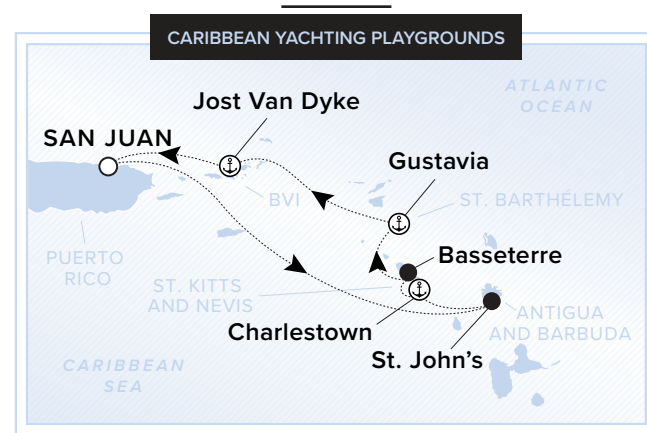 CARIBBEAN YACHTING PLAYGROUNDS
ATLANTIC
OCEAN
Jost Van Dyke
SAN JUAN
Gustavia
BVI
ST. BARTHÉLEMY
PUERTO
RICO
Basseterre
ST. KITTS
AND NEVIS
Charlestown
ANTIGUA
AND BARBUDA
St. John's
CARIBBEAN
SEA